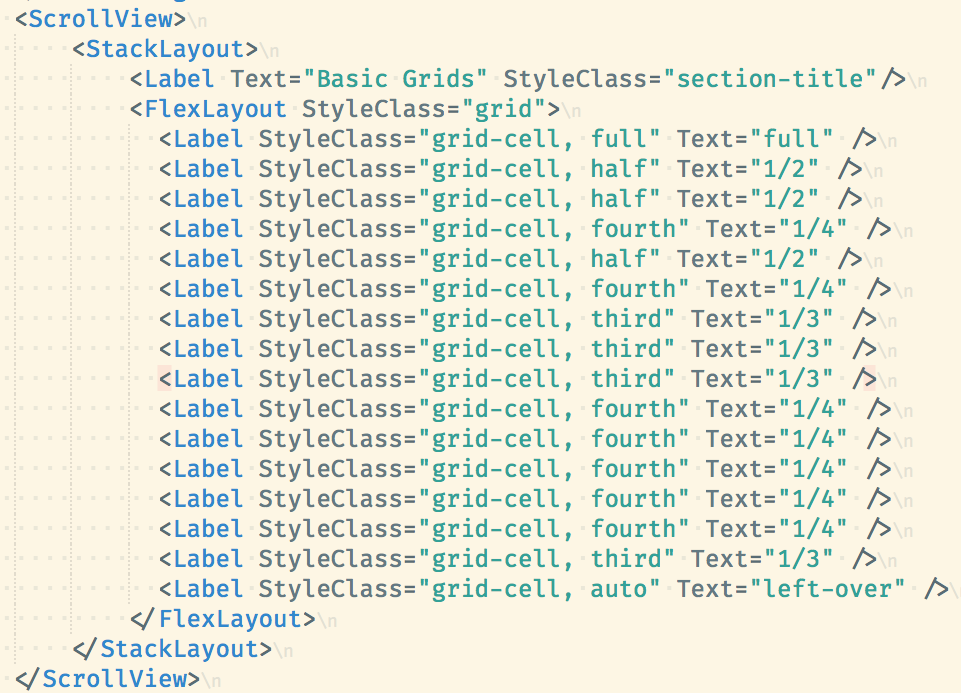 <ScrollView>\n
<StackLayout>\n
<Label Text="Basic Grids" StyleClass="section-title"/>\n
<FlexLayout StyleClass="grid">\n
<Label StyleClass="grid-cell, full" Text="full" />\n
<Label StyleClass="grid-cell, half" Text="1/2" />\n
<Label StyleClass="grid-cell, half" Text="1/2" />\n
<Label StyleClass="grid-cell, fourth" Text="1/4" />\n
<Label StyleClass="grid-cell, half" Text="1/2" />\n
<Label StyleClass="grid-cell, fourth" Text="1/4" />\n
<Label StyleClass="grid-cell, third" Text="1/3" />\n
<Label StyleClass="grid-cell, third" Text="1/3" />\n
<Label StyleClass="grid-cell, third" Text="1/3" />\n
<Label StyleClass="grid-cell, fourth" Text="1/4" />\n
<Label StyleClass="grid-cell, fourth" Text="1/4" />\n
<Label StyleClass="grid-cell, fourth" Text="1/4" />\n
<Label StyleClass="grid-cell, fourth" Text="1/4" />\n
<Label StyleClass="grid-cell, fourth" Text="1/4" />\n
<Label StyleClass="grid-cell, third" Text="1/3" />\n
<Label StyleClass="grid-cell, auto" Text="left-over" />\
</FlexLayout>\n
</StackLayout>\n
</ScrollView>\n